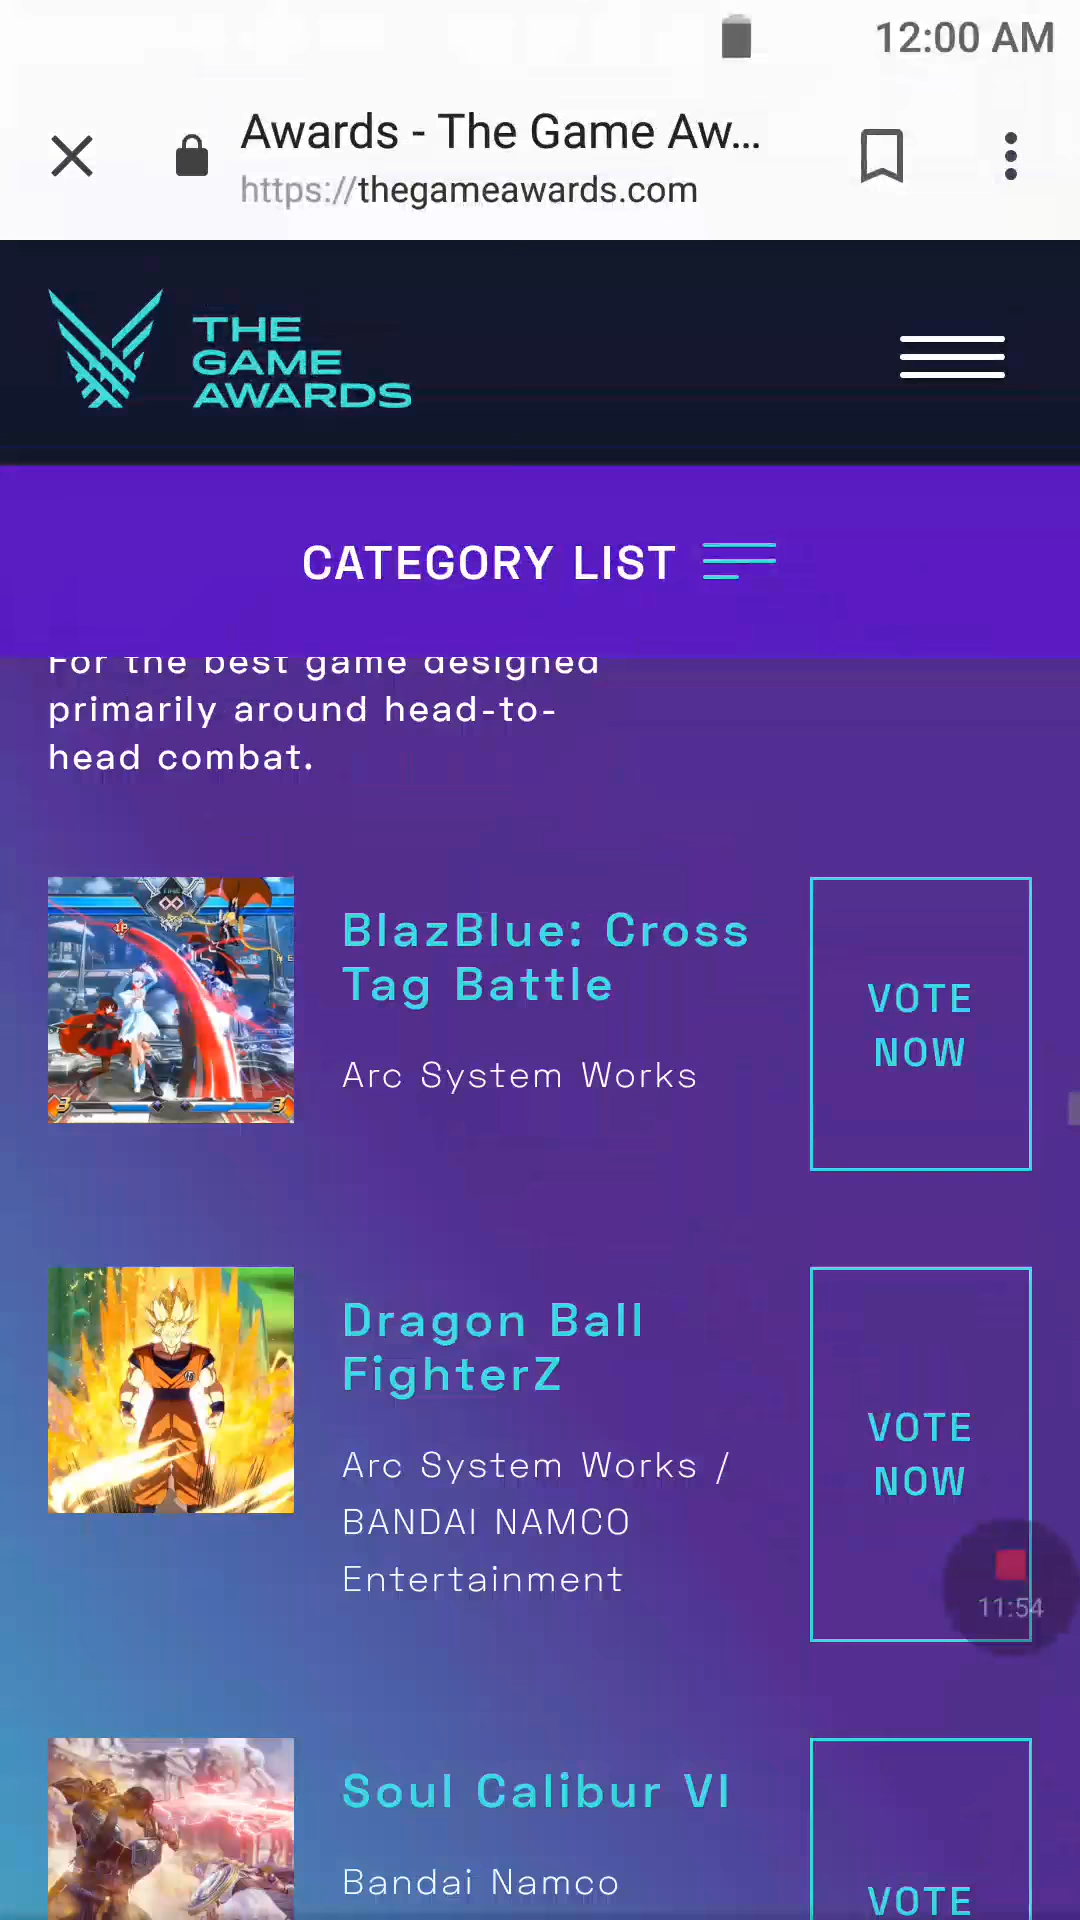 12:00 AM
Awards - The Game Aw...
https://thegameawards.com
THE
GAME
AWARDS
CATEGORY LIST
For the best game designed
primarily around head-to-
head combat.
BlazBlue: Cross
Tag Battle
Arc System Works
VOTE
NOW
Dragon Ball
FighterZ
Arc System Works /
BANDAI NAMCO
Entertainment
VOTE
NOW
11:54
Soul Calibur VI
Bandai Namco
VOTE